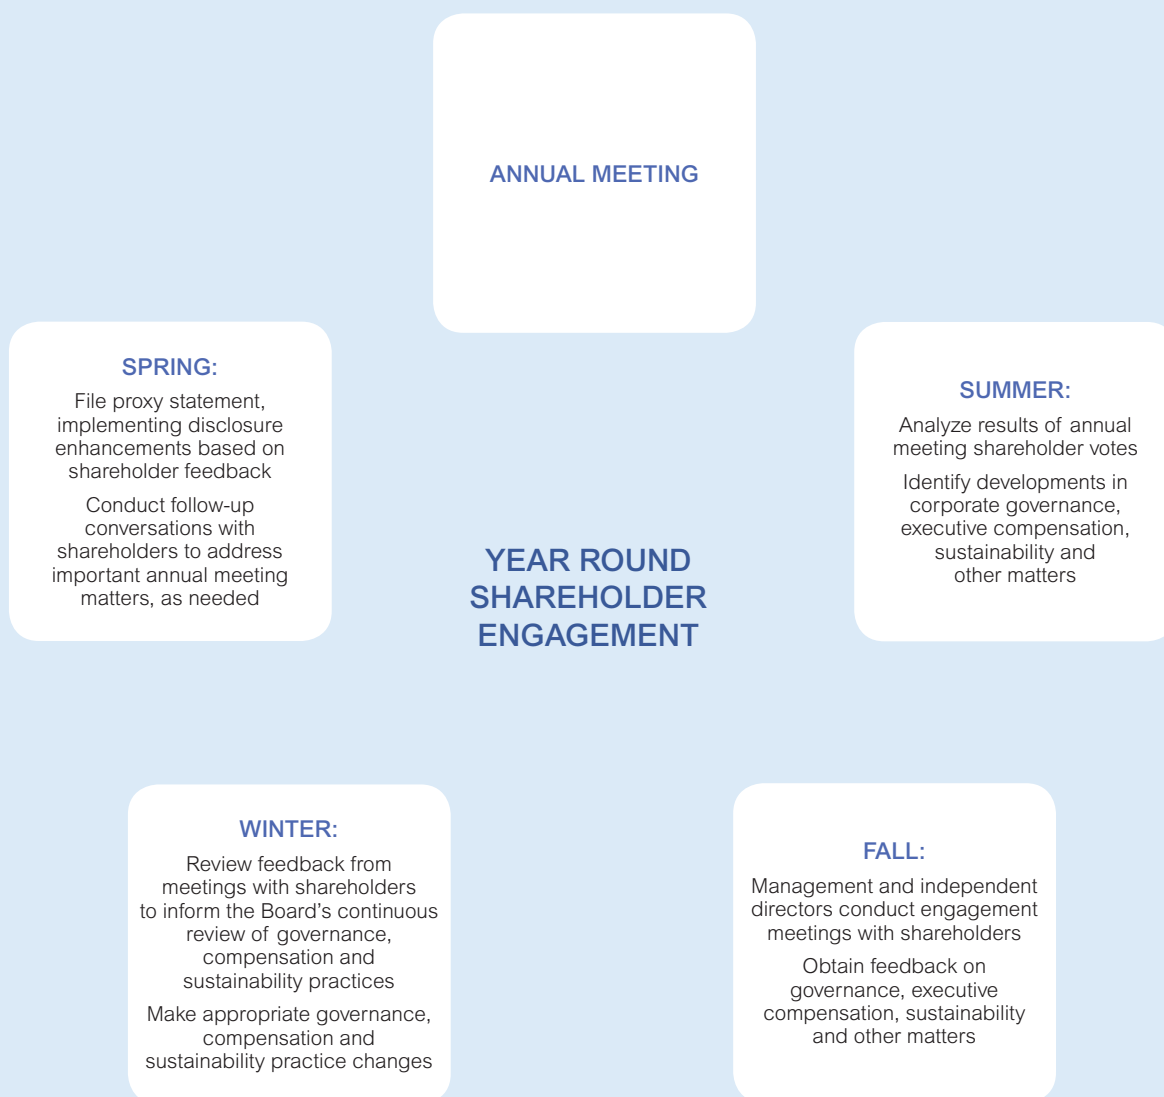 ANNUAL MEETING
SPRING:
File proxy statement,
implementing disclosure
enhancements based on
shareholder feedback
Conduct follow-up
conversations with
shareholders to address
important annual meeting
matters, as needed
SUMMER:
Analyze results of annual
meeting shareholder votes
Identify developments in
corporate governance,
executive compensation,
sustainability and
other matters
YEAR ROUND
SHAREHOLDER
ENGAGEMENT
WINTER:
Review feedback from
meetings with shareholders
to inform the Board's continuous
review of governance,
compensation and
sustainability practices
Make appropriate governance,
compensation and
sustainability practice changes
FALL:
Management and independent
directors conduct engagement
meetings with shareholders
Obtain feedback on
governance, executive
compensation, sustainability
and other matters